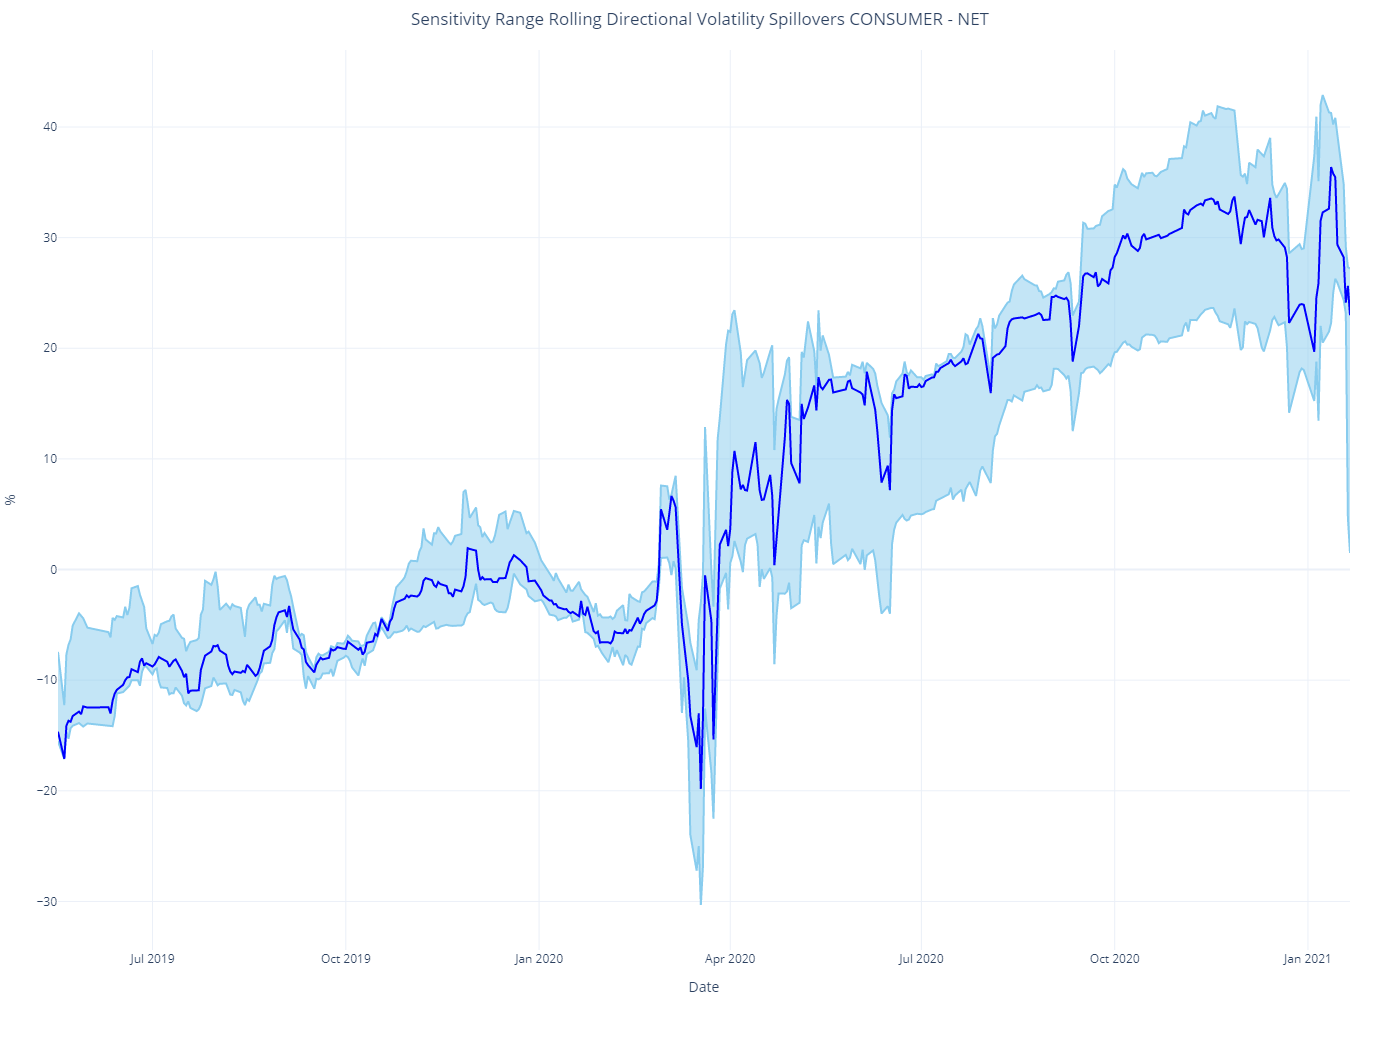 Sensitivity Range Rolling Directional Volatility Spillovers CONSUMER - NET
40
30
20
10
0
−10
−20
−30
%
Jul 2019
Oct 2019
Jan 2020
Apr 2020
Jul 2020
Oct 2020
Jan 2021
Date